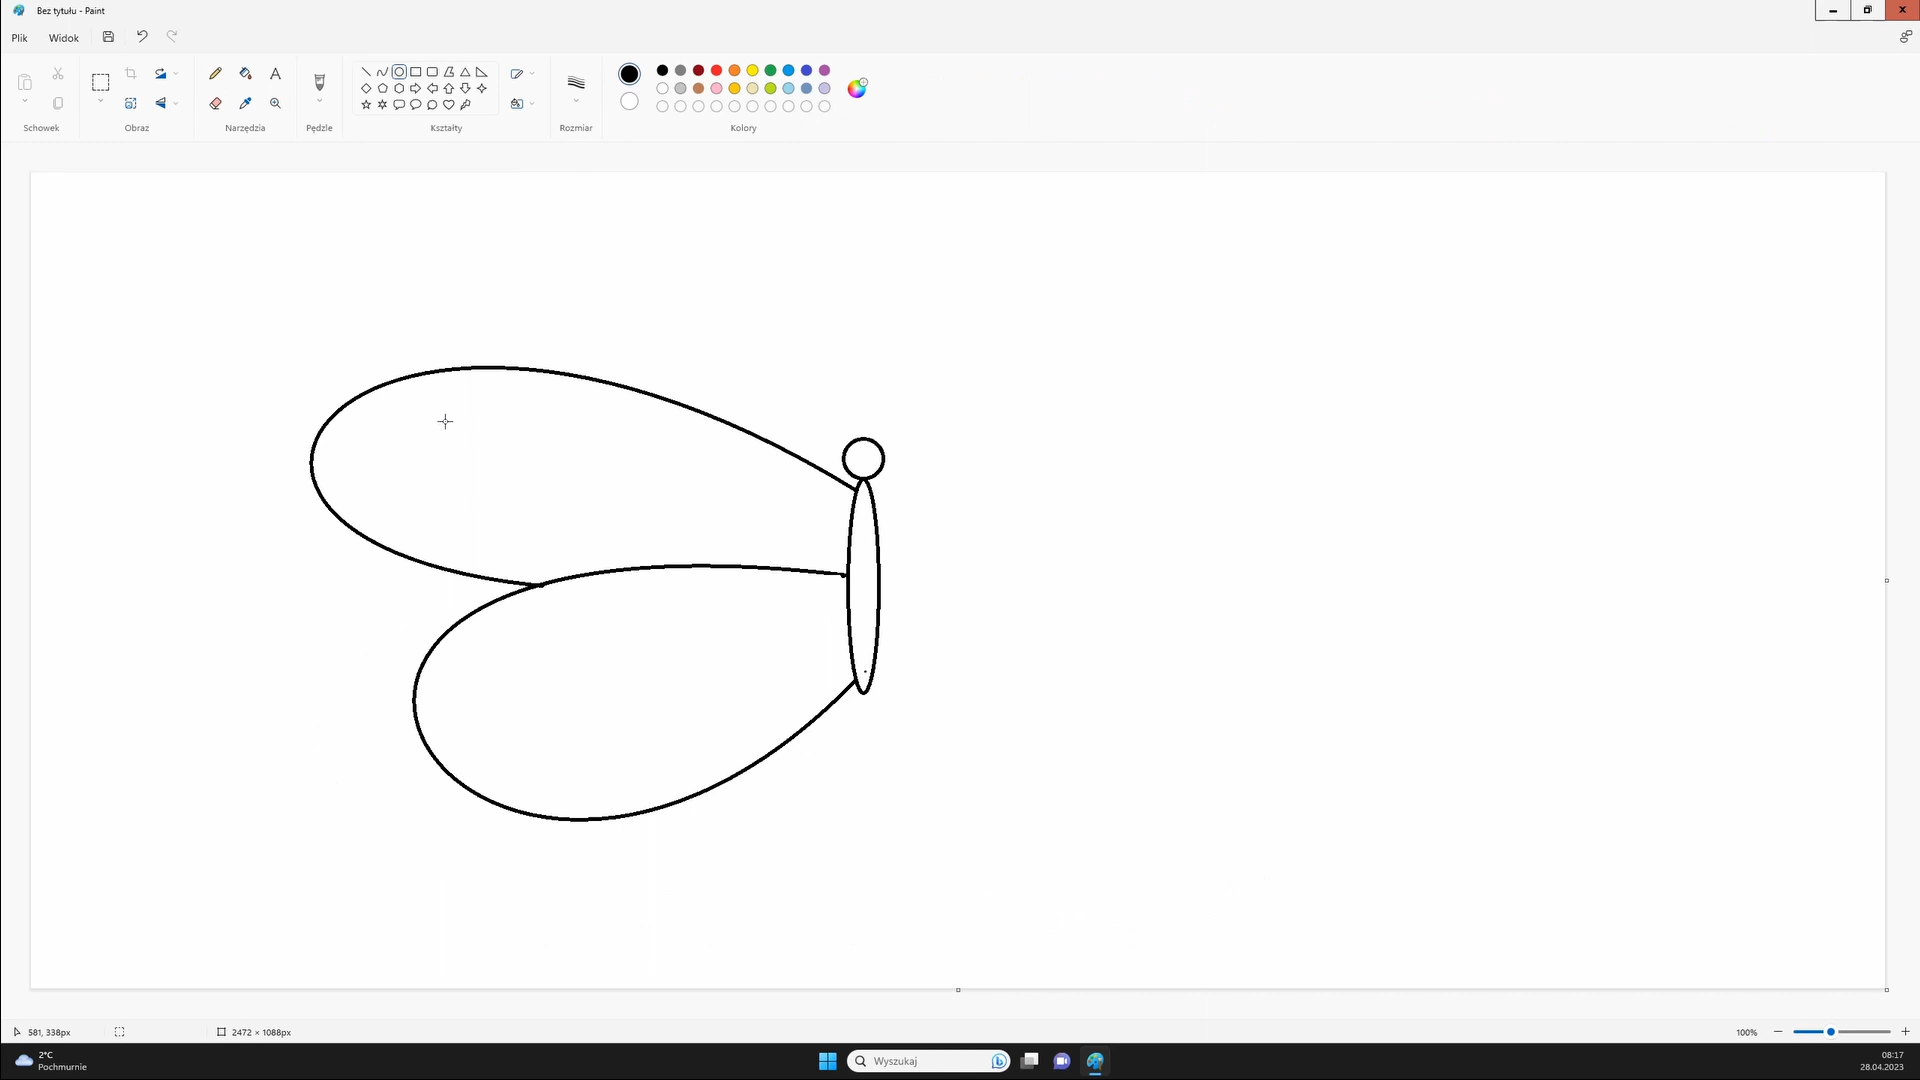 Bez tytułu - Paint
Plik Widok
Schowek Obraz Narzędzia Pędzle Kształty Rozmiar Kolory
581, 338px 2472 × 1088px 100%
2°C
Pochmurnie
Wyszukaj
08:17
28.04.2023